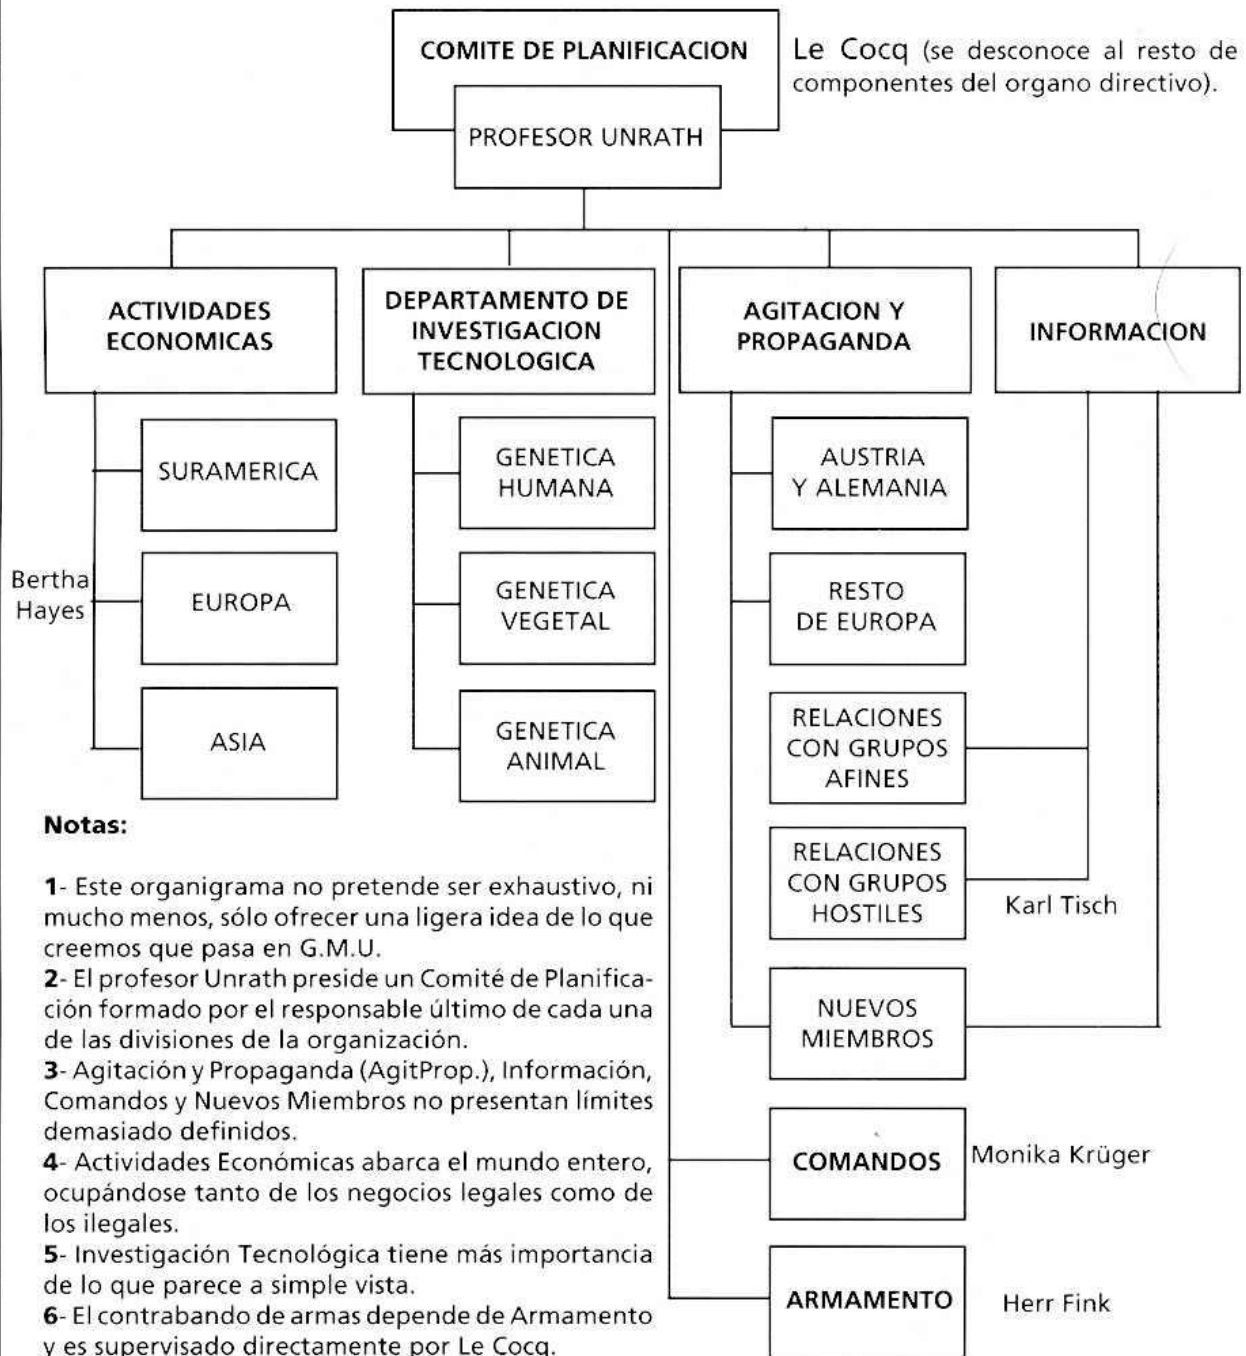 COMITE DE PLANIFICACION
Le Cocq (se desconoce al resto de
componentes del organo directivo).
PROFESOR UNRATH
ACTIVIDADES
ECONOMICAS
DEPARTAMENTO DE
INVESTIGACION
TECNOLOGICA
AGITACION Y
PROPAGANDA
INFORMACION
SURAMERICA
GENETICA
HUMANA
AUSTRIA
Y ALEMANIA
Bertha
Hayes
EUROPA
GENETICA
VEGETAL
RESTO
DE EUROPA
ASIA
GENETICA
ANIMAL
RELACIONES
CON GRUPOS
AFINES
RELACIONES
CON GRUPOS
HOSTILES
Karl Tisch
NUEVOS
MIEMBROS
COMANDOS
Monika Krüger
ARMAMENTO
Herr Fink
Notas:
1- Este organigrama no pretende ser exhaustivo, ni
mucho menos, sólo ofrecer una ligera idea de lo que
creemos que pasa en G.M.U.
2- El profesor Unrath preside un Comité de Planifica-
ción formado por el responsable último de cada una
de las divisiones de la organización.
3- Agitación y Propaganda (AgitProp.), Información,
Comandos y Nuevos Miembros no presentan límites
demasiado definidos.
4- Actividades Económicas abarca el mundo entero,
ocupándose tanto de los negocios legales como de
los ilegales.
5- Investigación Tecnológica tiene más importancia
de lo que parece a simple vista.
6- El contrabando de armas depende de Armamento
y es supervisado directamente por Le Cocq.